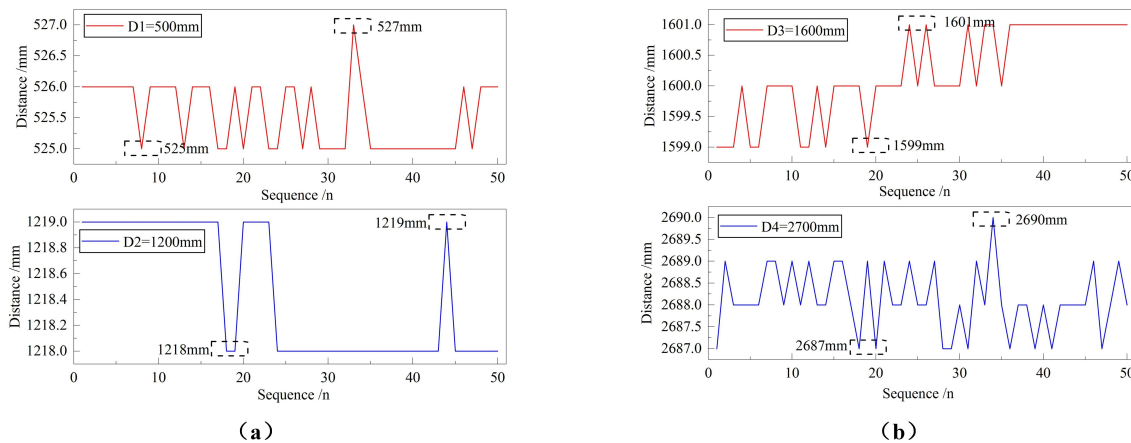 527.0
526.5
526.0
525.5
525.0
Distance /mm
D1=500mm
527mm
525mm
0 10 20 30 40 50
Sequence /n
1219.0
1218.8
1218.6
1218.4
1218.2
1218.0
Distance /mm
D2=1200mm
1219mm
1218mm
0 10 20 30 40 50
Sequence /n
(a)
1601.0
1600.5
1600.0
1599.5
1599.0
Distance /mm
D3=1600mm
1601mm
1599mm
0 10 20 30 40 50
Sequence /n
2690.0
2689.5
2689.0
2688.5
2688.0
2687.5
2687.0
Distance /mm
D4=2700mm
2690mm
2687mm
0 10 20 30 40 50
Sequence /n
(b)